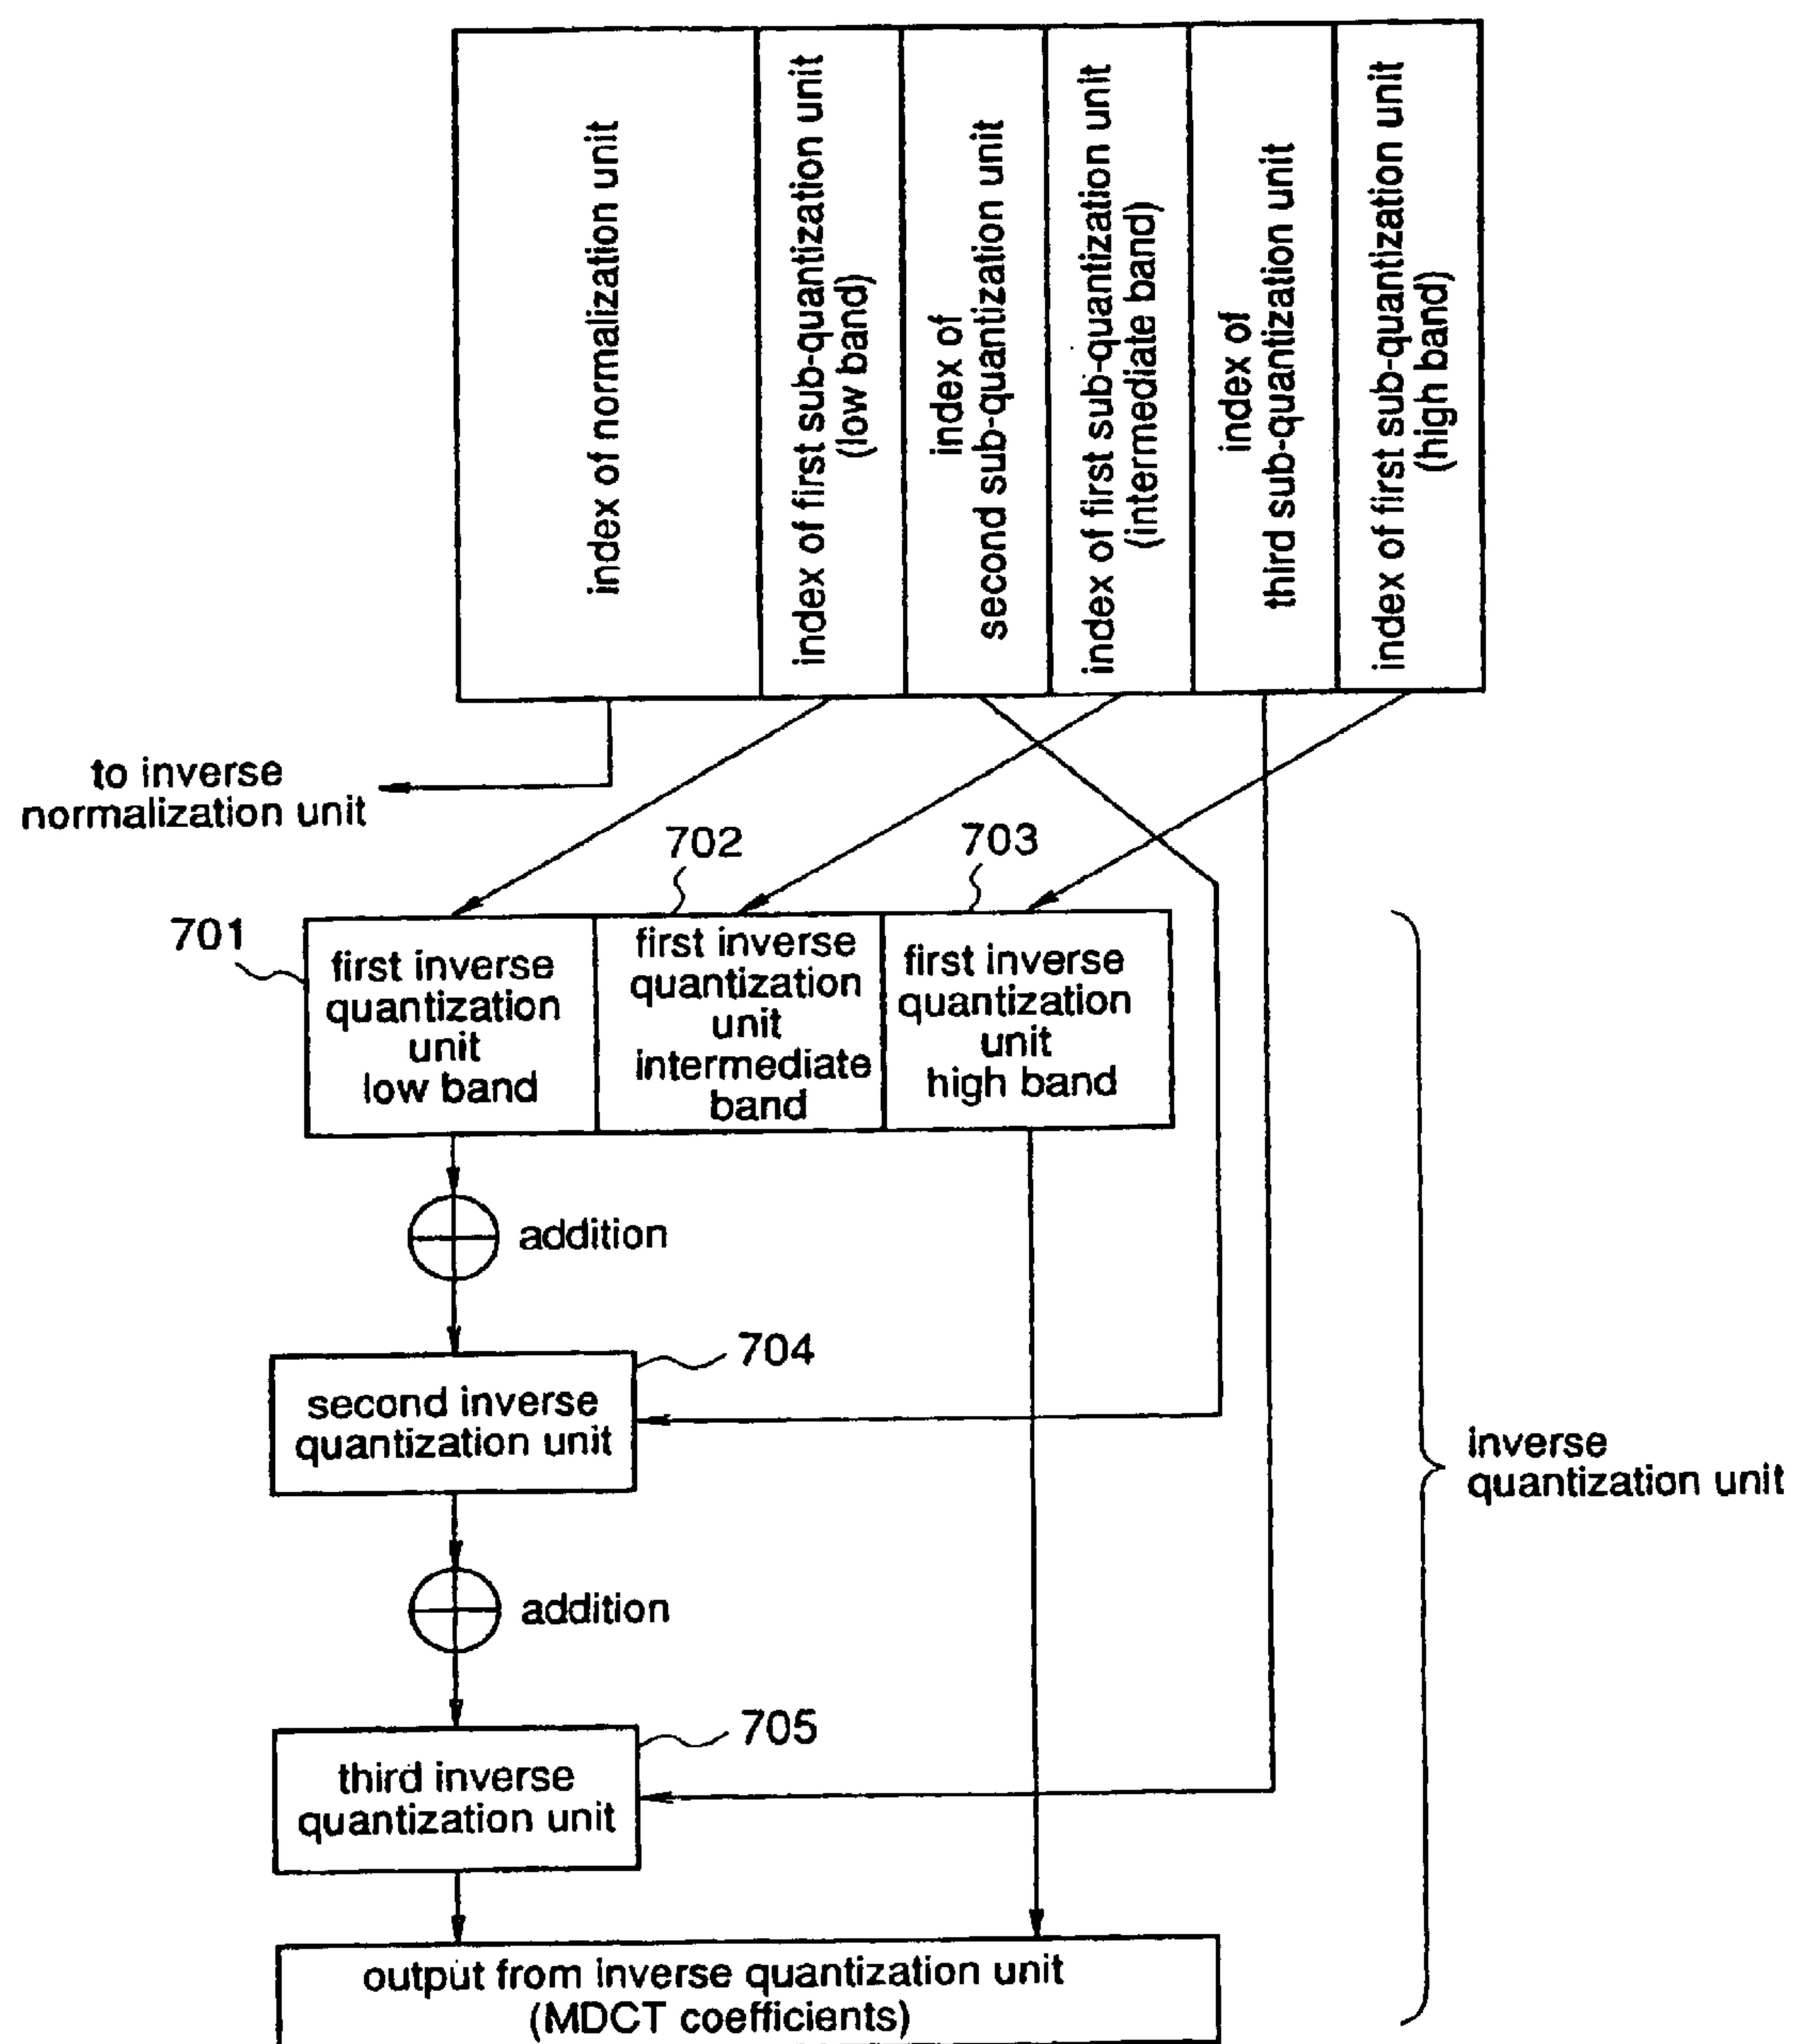 index of normalization unit
index of first sub-quantization unit
(low band)
index of
second sub-quantization unit
index of first sub-quantization unit
(intermediate band)
index of
third sub-quantization unit
index of first sub-quantization unit
(high band)
to inverse
normalization unit
702
703
701
first inverse
quantization
unit
low band
first inverse
quantization
unit
intermediate
band
first inverse
quantization
unit
high band
addition
704
second inverse
quantization unit
inverse
quantization unit
addition
705
third inverse
quantization unit
output from inverse quantization unit
(MDCT coefficients)